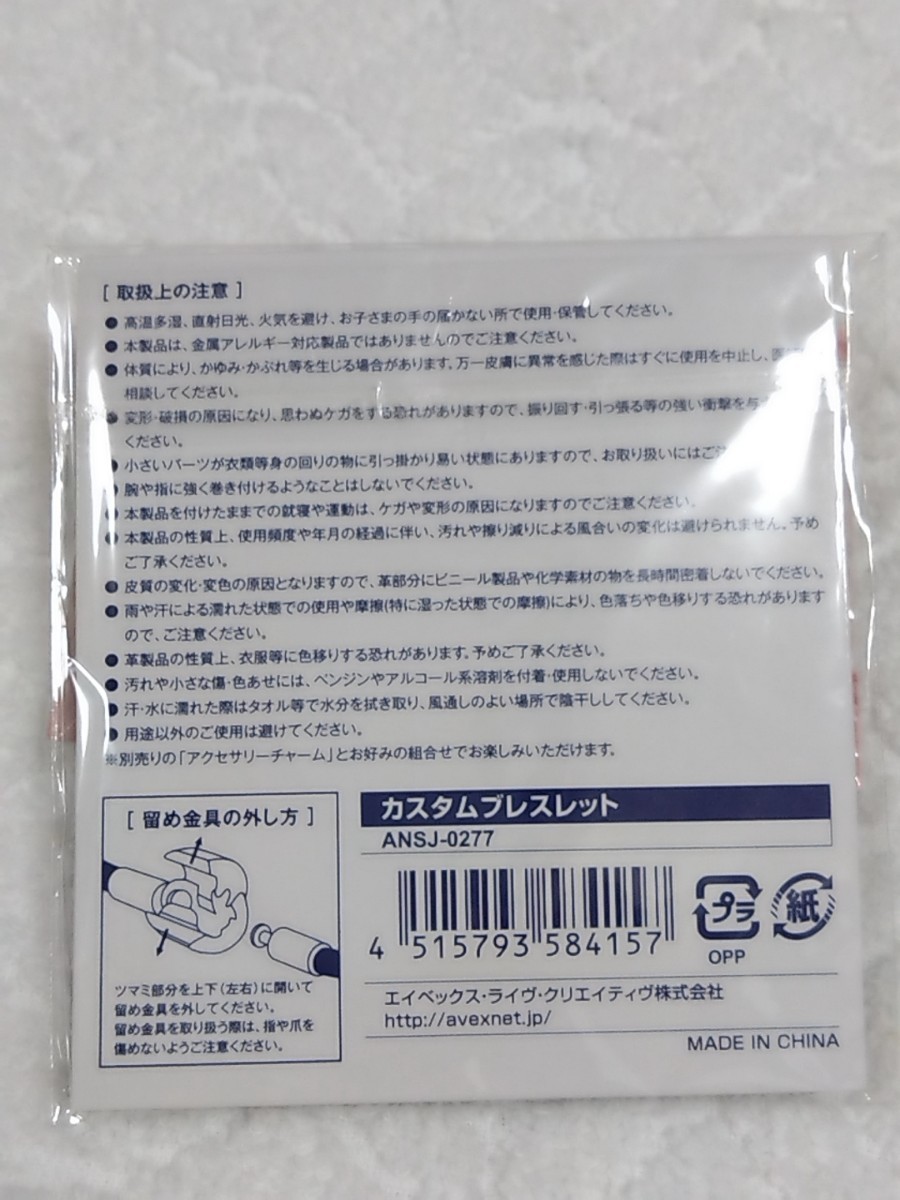 [ 取扱上の注意 ]
● 高温多湿、直射日光、火気を避け、お子さまの手の届かない所で使用・保管してください。
● 本製品は、金属アレルギー対応製品ではありませんのでご注意ください。
● 体質により、かゆみ・かぶれ等を生じる場合があります。万一皮膚に異常を感じた際はすぐに使用を中止し、
相談してください。
● 変形・破損の原因になり、思わぬケガをする恐れがありますので、振り回す・引っ張る等の強い衝撃を
ください。
● 小さいパーツが衣類等身の回りの物に引っ掛かり易い状態にありますので、お取り扱いにはご
● 腕や指に強く巻き付けるようなことはしないでください。
● 本製品を付けたままでの就寝や運動は、ケガや変形の原因になりますのでご注意ください。
● 本製品の性質上、使用頻度や年月の経過に伴い、汚れや擦り減りによる風合いの変化は避けられません。予め
ご了承ください。
● 皮質の変化・変色の原因となりますので、革部分にビニール製品や化学素材の物を長時間密着しないでください。
● 雨や汗による濡れた状態での使用や摩擦(特に湿った状態での摩擦)により、色落ちや色移りする恐れがあります
ので、ご注意ください。
● 革製品の性質上、衣服等に色移りする恐れがあります。予めご了承ください。
● 汚れや小さな傷・色あせには、ベンジンやアルコール系溶剤を付着・使用しないでください。
● 汗・水に濡れた際はタオル等で水分を拭き取り、風通しのよい場所で陰干ししてください。
● 用途以外のご使用は避けてください。
※別売りの「アクセサリーチャーム」とお好みの組合せでお楽しみいただけます。
[ 留め金具の外し方 ]
ツマミ部分を上下(左右)に開いて
留め金具を外してください。
留め金具を取り扱う際は、指や爪を
傷めないようご注意ください。
カスタムブレスレット
ANSJ-0277
4 515793 584157
プラ
OPP
紙
エイベックス・ライヴ・クリエイティヴ株式会社
http://avexnet.jp/
MADE IN CHINA